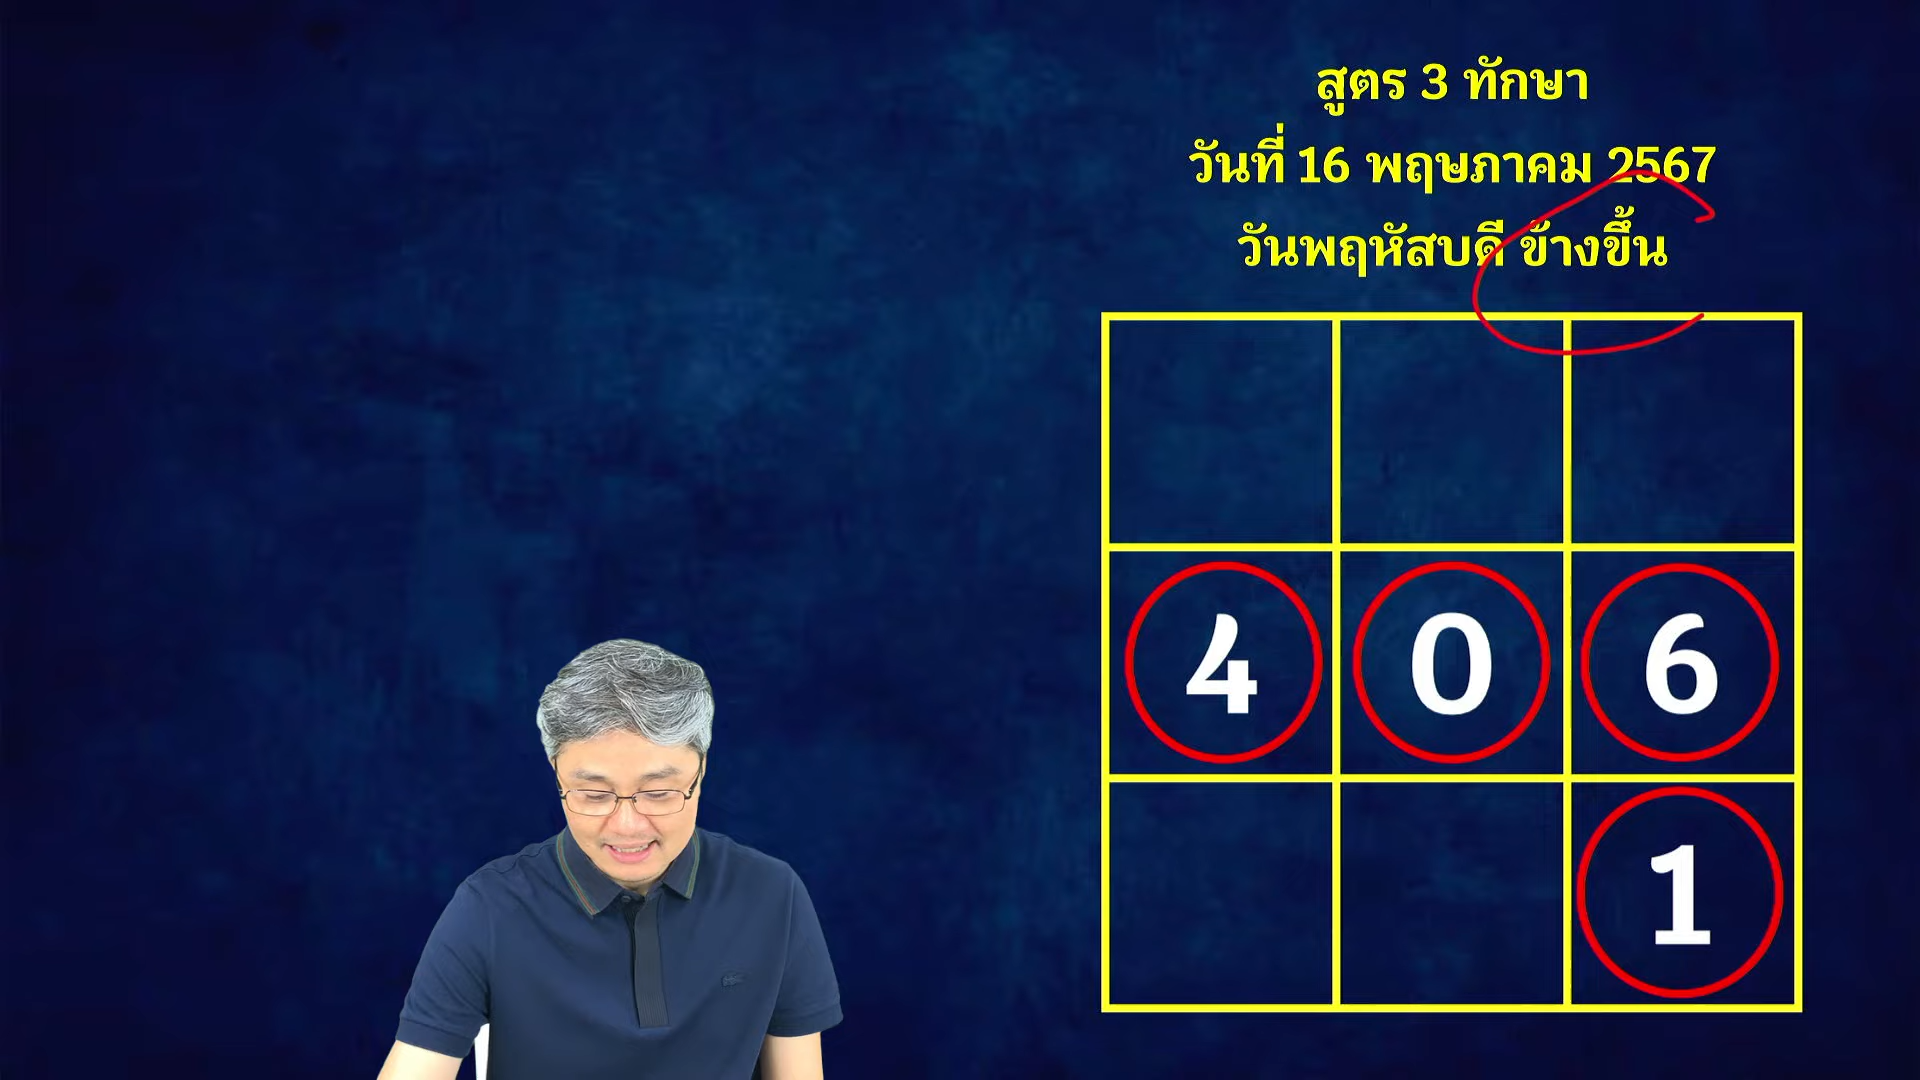 สูตร 3 ทักษา
วันที่ 16 พฤษภาคม 2567
วันพฤหัสบดี ข้างขึ้น
4 0 6
1